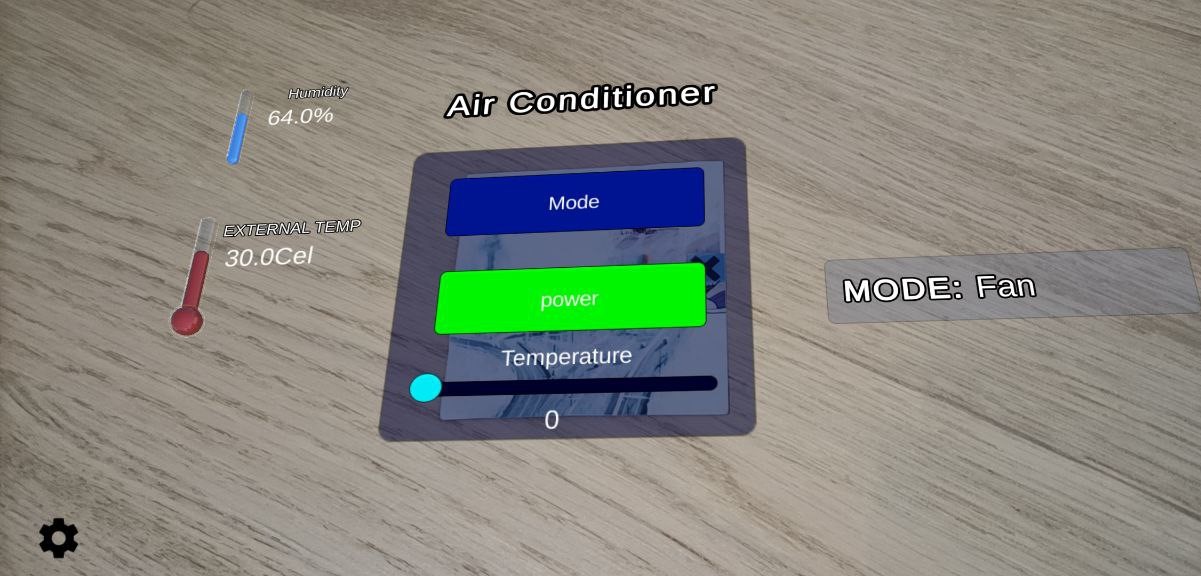 Air Conditioner
Humidity
64.0%
EXTERNAL TEMP
30.0Cel
Mode
power
Temperature
0
MODE: Fan